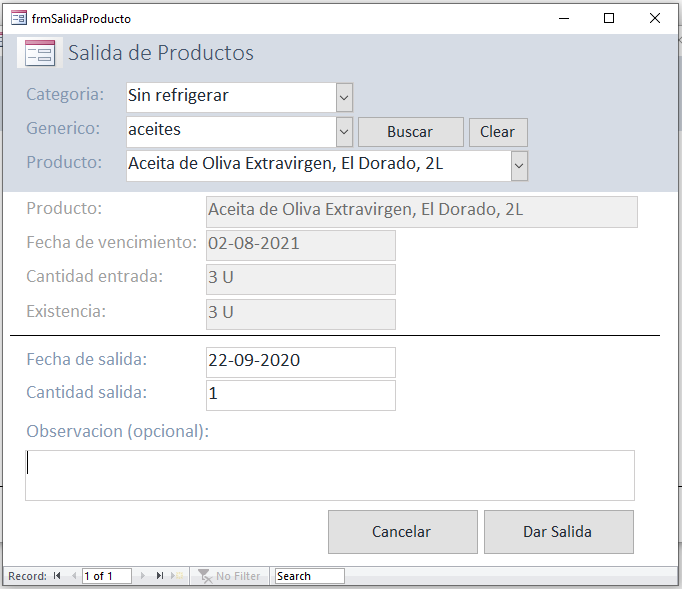 frmSalidaProducto
Salida de Productos
Categoria: Sin refrigerar
Generico: aceites Buscar Clear
Producto: Aceita de Oliva Extravirgen, El Dorado, 2L
Producto: Aceita de Oliva Extravirgen, El Dorado, 2L
Fecha de vencimiento: 02-08-2021
Cantidad entrada: 3 U
Existencia: 3 U
Fecha de salida: 22-09-2020
Cantidad salida: 1
Observacion (opcional):
Cancelar Dar Salida
Record: 1 of 1 No Filter Search